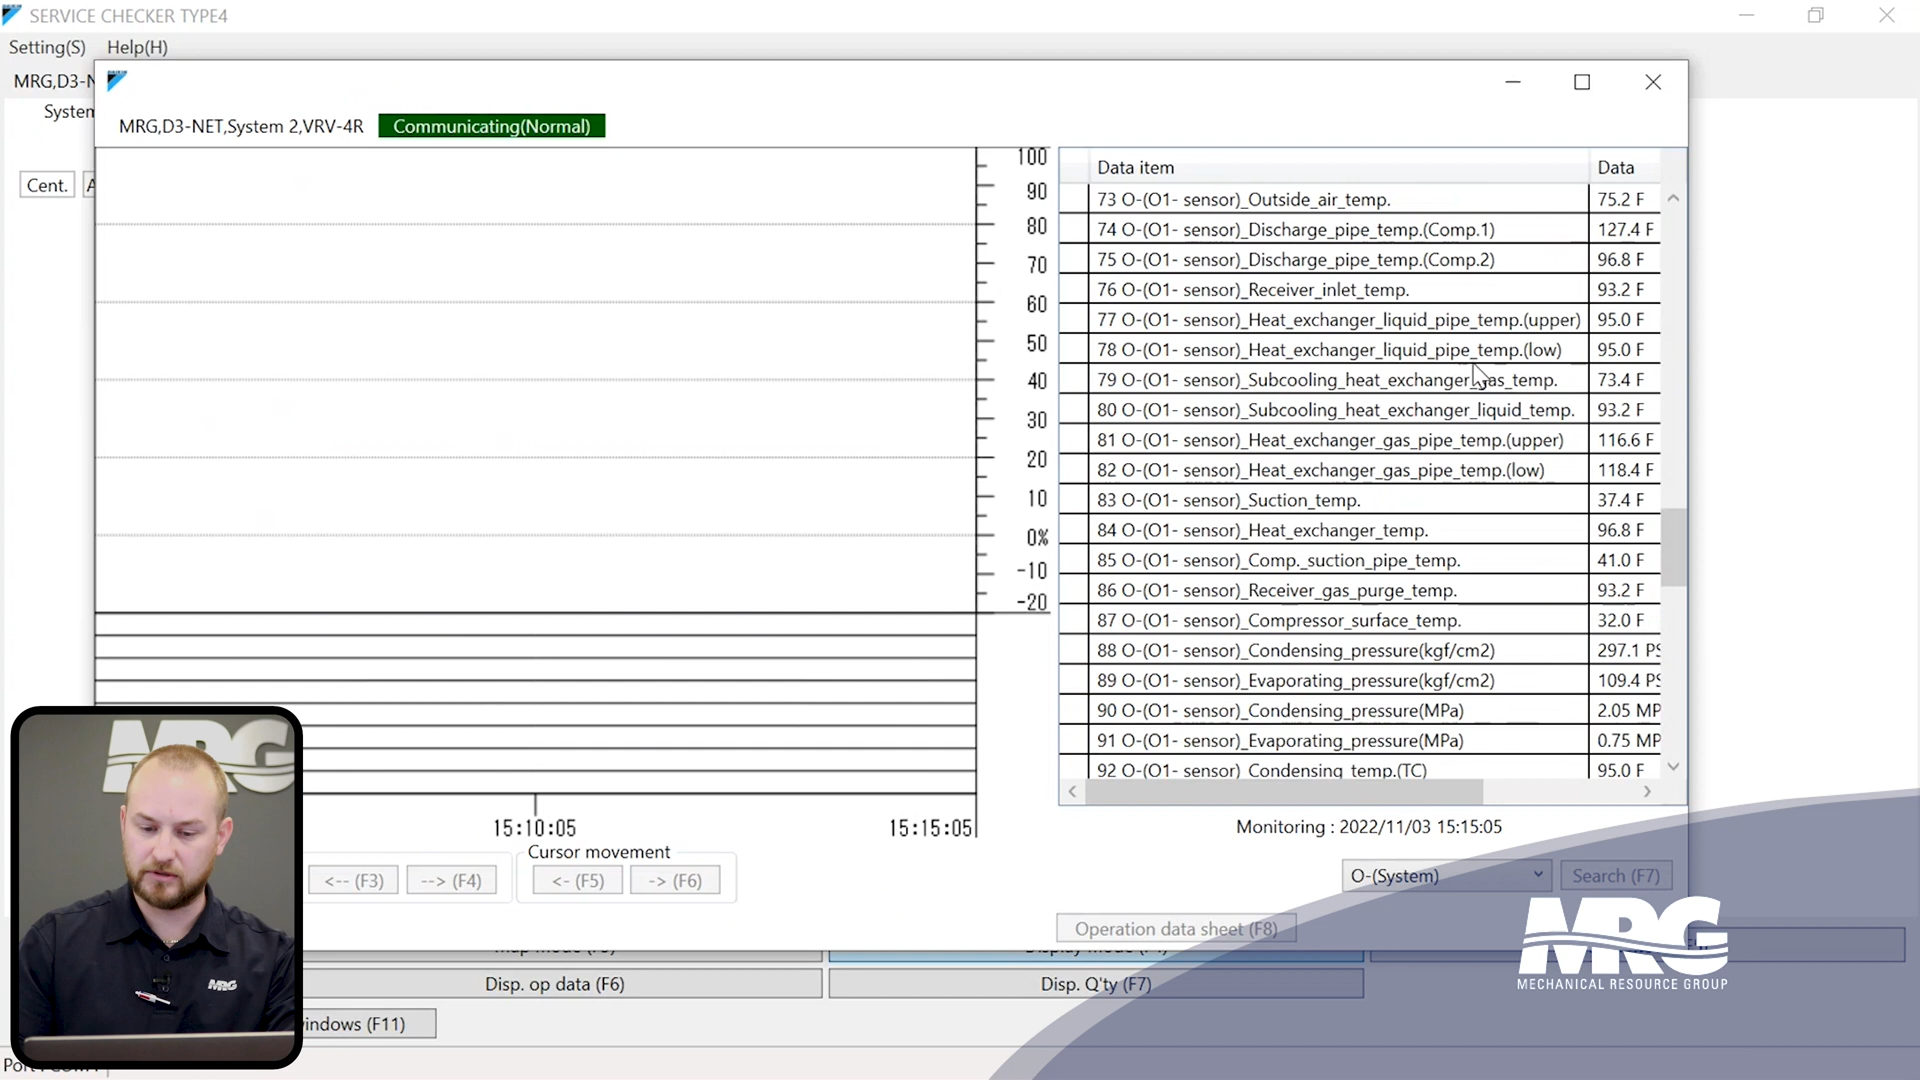 SERVICE CHECKER TYPE4
Setting(S) Help(H)
MRG,D3-N
System
MRG,D3-NET,System 2,VRV-4R Communicating(Normal)
Cent. A
100
90
80
70
60
50
40
30
20
10
0%
-10
-20
Data item Data
73 O-(O1- sensor)_Outside_air_temp. 75.2 F
74 O-(O1- sensor)_Discharge_pipe_temp.(Comp.1) 127.4 F
75 O-(O1- sensor)_Discharge_pipe_temp.(Comp.2) 96.8 F
76 O-(O1- sensor)_Receiver_inlet_temp. 93.2 F
77 O-(O1- sensor)_Heat_exchanger_liquid_pipe_temp.(upper) 95.0 F
78 O-(O1- sensor)_Heat_exchanger_liquid_pipe_temp.(low) 95.0 F
79 O-(O1- sensor)_Subcooling_heat_exchanger_gas_temp. 73.4 F
80 O-(O1- sensor)_Subcooling_heat_exchanger_liquid_temp. 93.2 F
81 O-(O1- sensor)_Heat_exchanger_gas_pipe_temp.(upper) 116.6 F
82 O-(O1- sensor)_Heat_exchanger_gas_pipe_temp.(low) 118.4 F
83 O-(O1- sensor)_Suction_temp. 37.4 F
84 O-(O1- sensor)_Heat_exchanger_temp. 96.8 F
85 O-(O1- sensor)_Comp._suction_pipe_temp. 41.0 F
86 O-(O1- sensor)_Receiver_gas_purge_temp. 93.2 F
87 O-(O1- sensor)_Compressor_surface_temp. 32.0 F
88 O-(O1- sensor)_Condensing_pressure(kgf/cm2) 297.1 PS
89 O-(O1- sensor)_Evaporating_pressure(kgf/cm2) 109.4 PS
90 O-(O1- sensor)_Condensing_pressure(MPa) 2.05 MP
91 O-(O1- sensor)_Evaporating_pressure(MPa) 0.75 MP
92 O-(O1- sensor)_Condensing_temp.(TC) 95.0 F
15:10:05 15:15:05
Monitoring : 2022/11/03 15:15:05
Cursor movement
<-- (F3) --> (F4) <- (F5) -> (F6)
O-(System) Search (F7)
Operation data sheet (F8)
Disp. op data (F6) Disp. Q'ty (F7)
indows (F11)
MRG
MRG
MRG
MECHANICAL RESOURCE GROUP